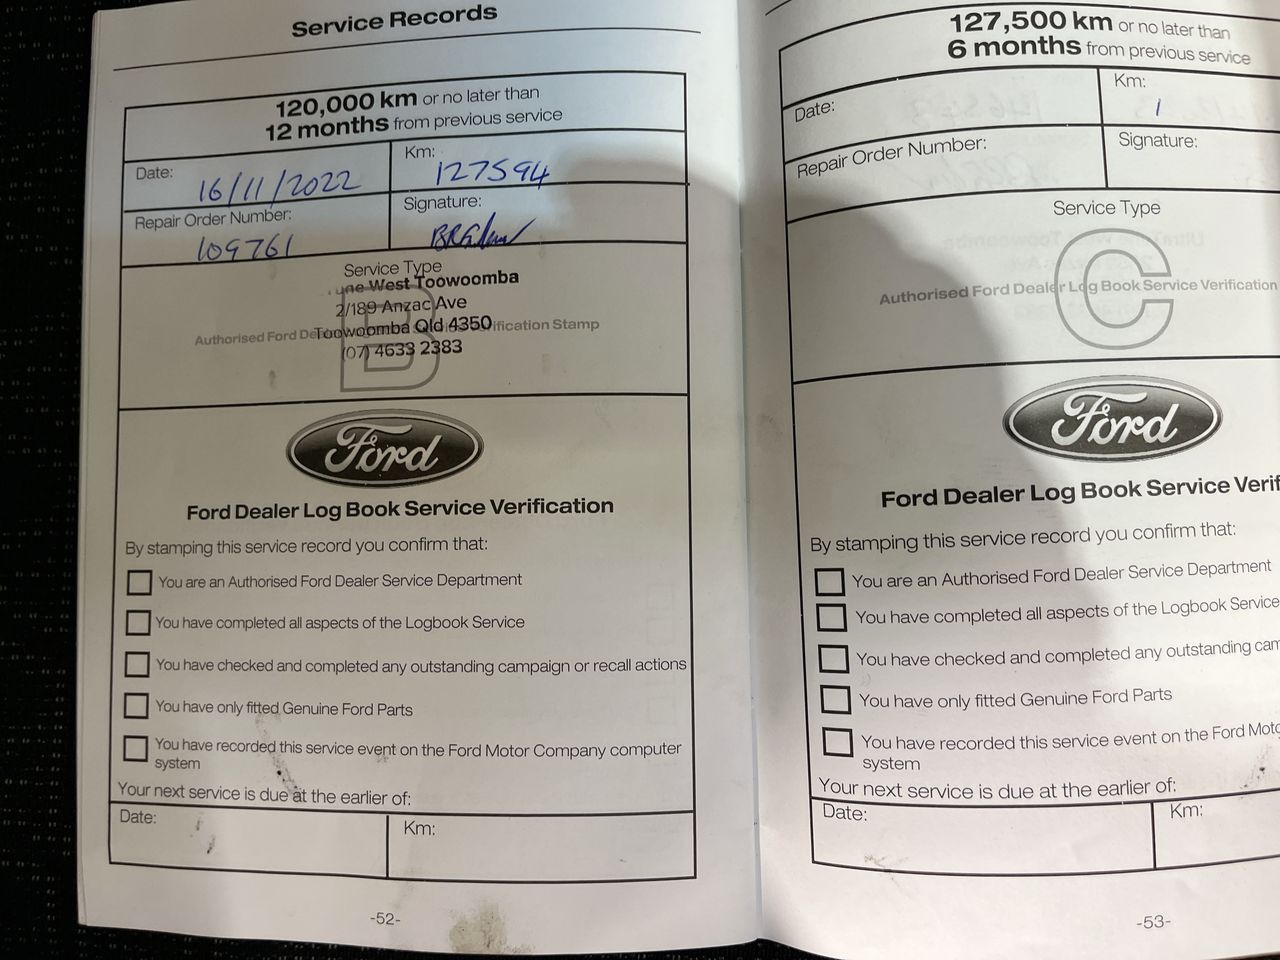 Service Records
120,000 km or no later than
12 months from previous service
Date: 16/11/2022
Km: 127594
Repair Order Number: 109761
Signature:
Service Type
une West Toowoomba
2/189 Anzac Ave
Toowoomba Qld 4350
(07) 4633 2383
Authorised Ford De ification Stamp
B
Ford
Ford Dealer Log Book Service Verification
By stamping this service record you confirm that:
You are an Authorised Ford Dealer Service Department
You have completed all aspects of the Logbook Service
You have checked and completed any outstanding campaign or recall actions
You have only fitted Genuine Ford Parts
You have recorded this service event on the Ford Motor Company computer
system
Your next service is due at the earlier of:
Date:
Km:
-52-
127,500 km or no later than
6 months from previous service
Date:
Km: 1
Repair Order Number:
Signature:
Service Type
C
Authorised Ford Dealer Log Book Service Verification
Ford
Ford Dealer Log Book Service Verif
By stamping this service record you confirm that:
You are an Authorised Ford Dealer Service Department
You have completed all aspects of the Logbook Service
You have checked and completed any outstanding cam
You have only fitted Genuine Ford Parts
You have recorded this service event on the Ford Moto
system
Your next service is due at the earlier of:
Date:
Km:
-53-